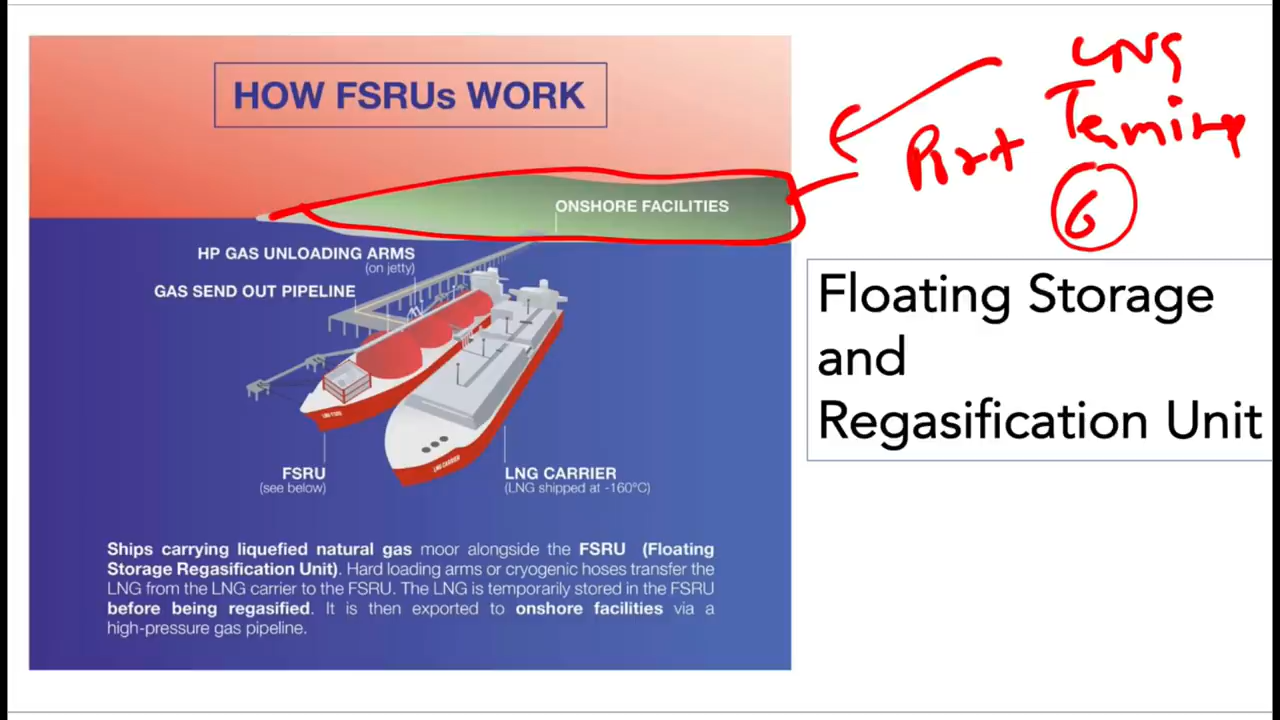 HOW FSRUs WORK
ONSHORE FACILITIES
HP GAS UNLOADING ARMS
(on jetty)
GAS SEND OUT PIPELINE
LNG FSRU
LNG CARRIER
FSRU
(see below)
LNG CARRIER
(LNG shipped at -160°C)
Ships carrying liquefied natural gas moor alongside the FSRU (Floating
Storage Regasification Unit). Hard loading arms or cryogenic hoses transfer the
LNG from the LNG carrier to the FSRU. The LNG is temporarily stored in the FSRU
before being regasified. It is then exported to onshore facilities via a
high-pressure gas pipeline.
LNG
Port
6
Floating Storage
and
Regasification Unit